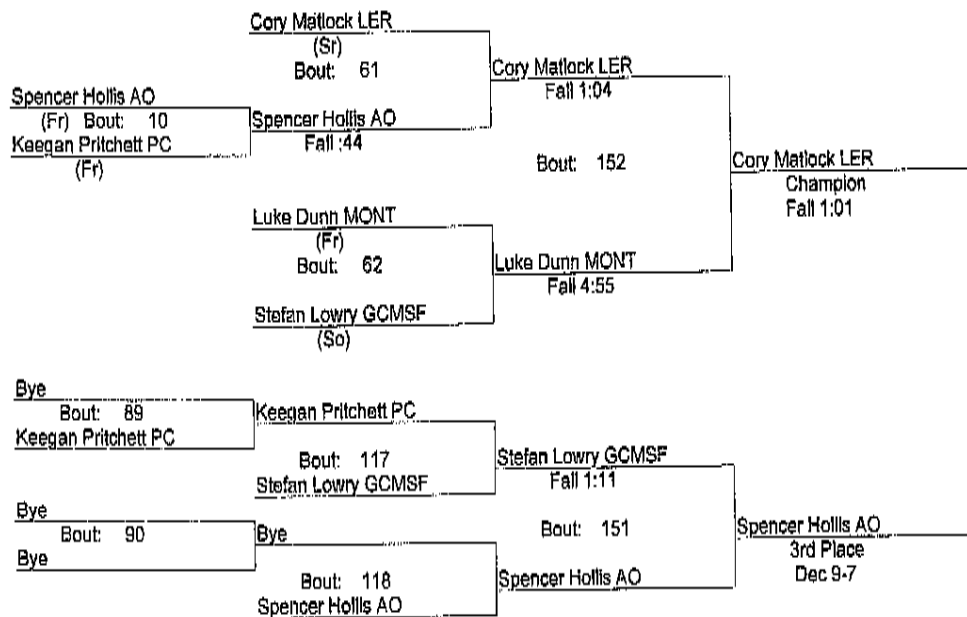 Cory Matlock LER
(Sr)
Bout: 61
Cory Matlock LER
Fall 1:04
Spencer Hollis AO
(Fr) Bout: 10
Spencer Hollis AO
Fall :44
Keegan Pritchett PC
(Fr)
Bout: 152
Cory Matlock LER
Champion
Fall 1:01
Luke Dunn MONT
(Fr)
Bout: 62
Luke Dunn MONT
Fall 4:55
Stefan Lowry GCMSF
(So)
Bye
Bout: 89
Keegan Pritchett PC
Keegan Pritchett PC
Bout: 117
Stefan Lowry GCMSF
Stefan Lowry GCMSF
Fall 1:11
Bye
Bout: 90
Bye
Bye
Bout: 151
Spencer Hollis AO
3rd Place
Dec 9-7
Bout: 118
Spencer Hollis AO
Spencer Hollis AO